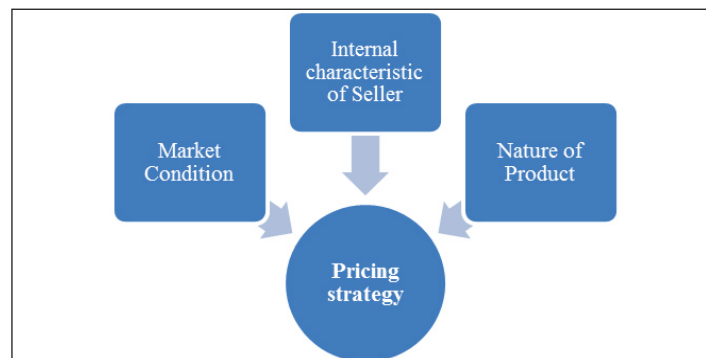 Internal
characteristic
of Seller
Market
Condition
Nature of
Product
Pricing
strategy